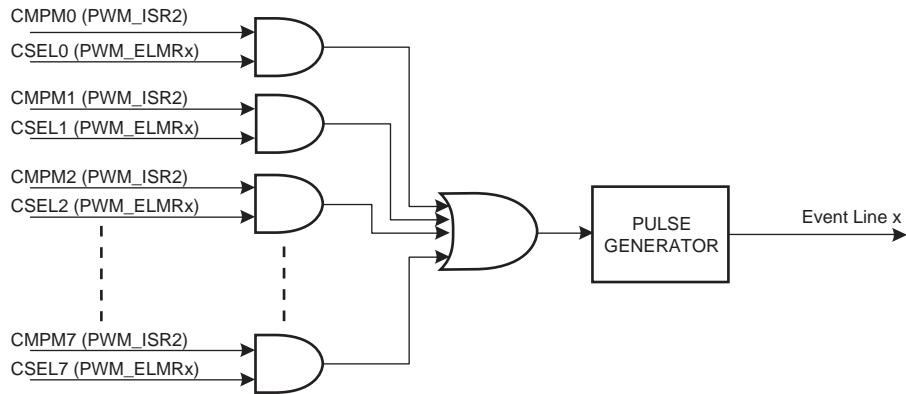 CMPM0 (PWM_ISR2)
CSEL0 (PWM_ELMRx)
CMPM1 (PWM_ISR2)
CSEL1 (PWM_ELMRx)
CMPM2 (PWM_ISR2)
CSEL2 (PWM_ELMRx)
CMPM7 (PWM_ISR2)
CSEL7 (PWM_ELMRx)
PULSE
GENERATOR
Event Line x